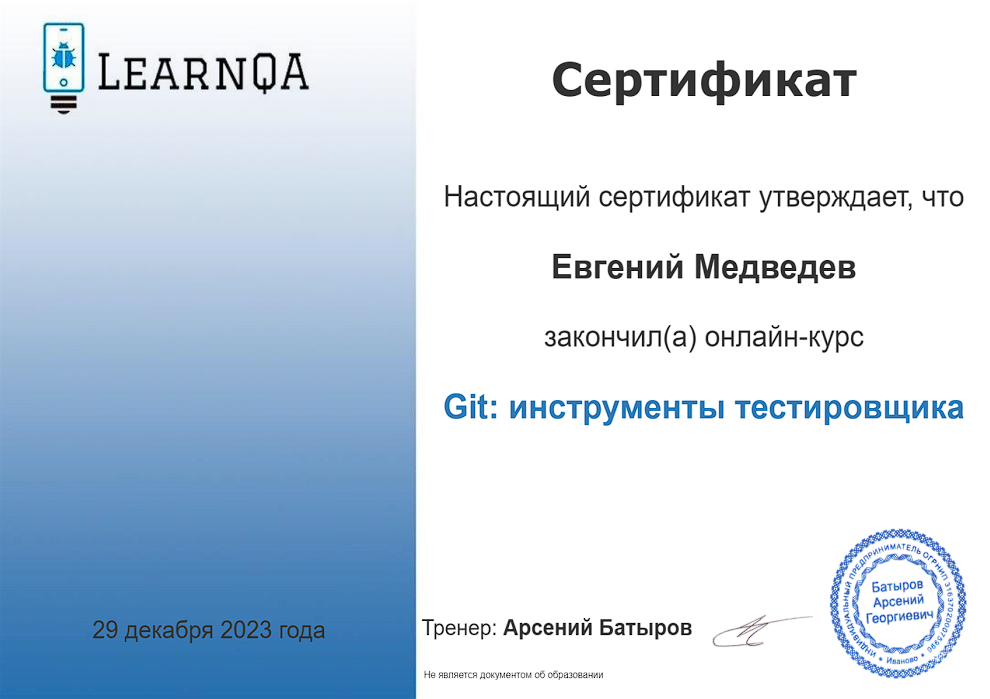 LEARNQA
Сертификат
Настоящий сертификат утверждает, что
Евгений Медведев
закончил(а) онлайн-курс
Git: инструменты тестировщика
29 декабря 2023 года
Тренер: Арсений Батыров
Не является документом об образовании
ИНДИВИДУАЛЬНЫЙ ПРЕДПРИНИМАТЕЛЬ ОГРНИП
Батыров
Арсений
Георгиевич
Иваново